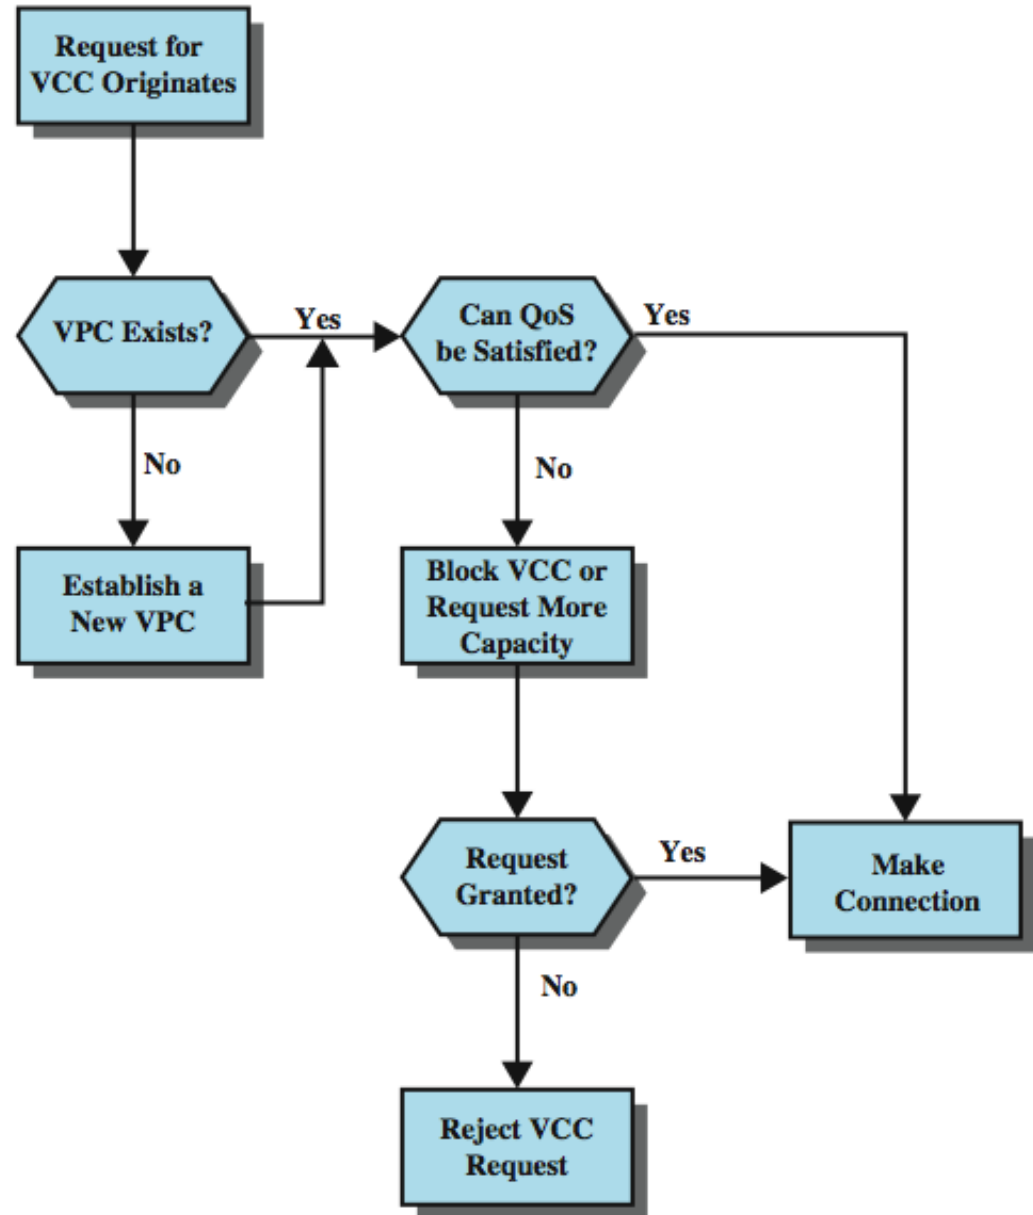 Request for
VCC Originates
VPC Exists?
Yes
Can QoS
be Satisfied?
Yes
No
No
Establish a
New VPC
Block VCC or
Request More
Capacity
Request
Granted?
Yes
Make
Connection
No
Reject VCC
Request